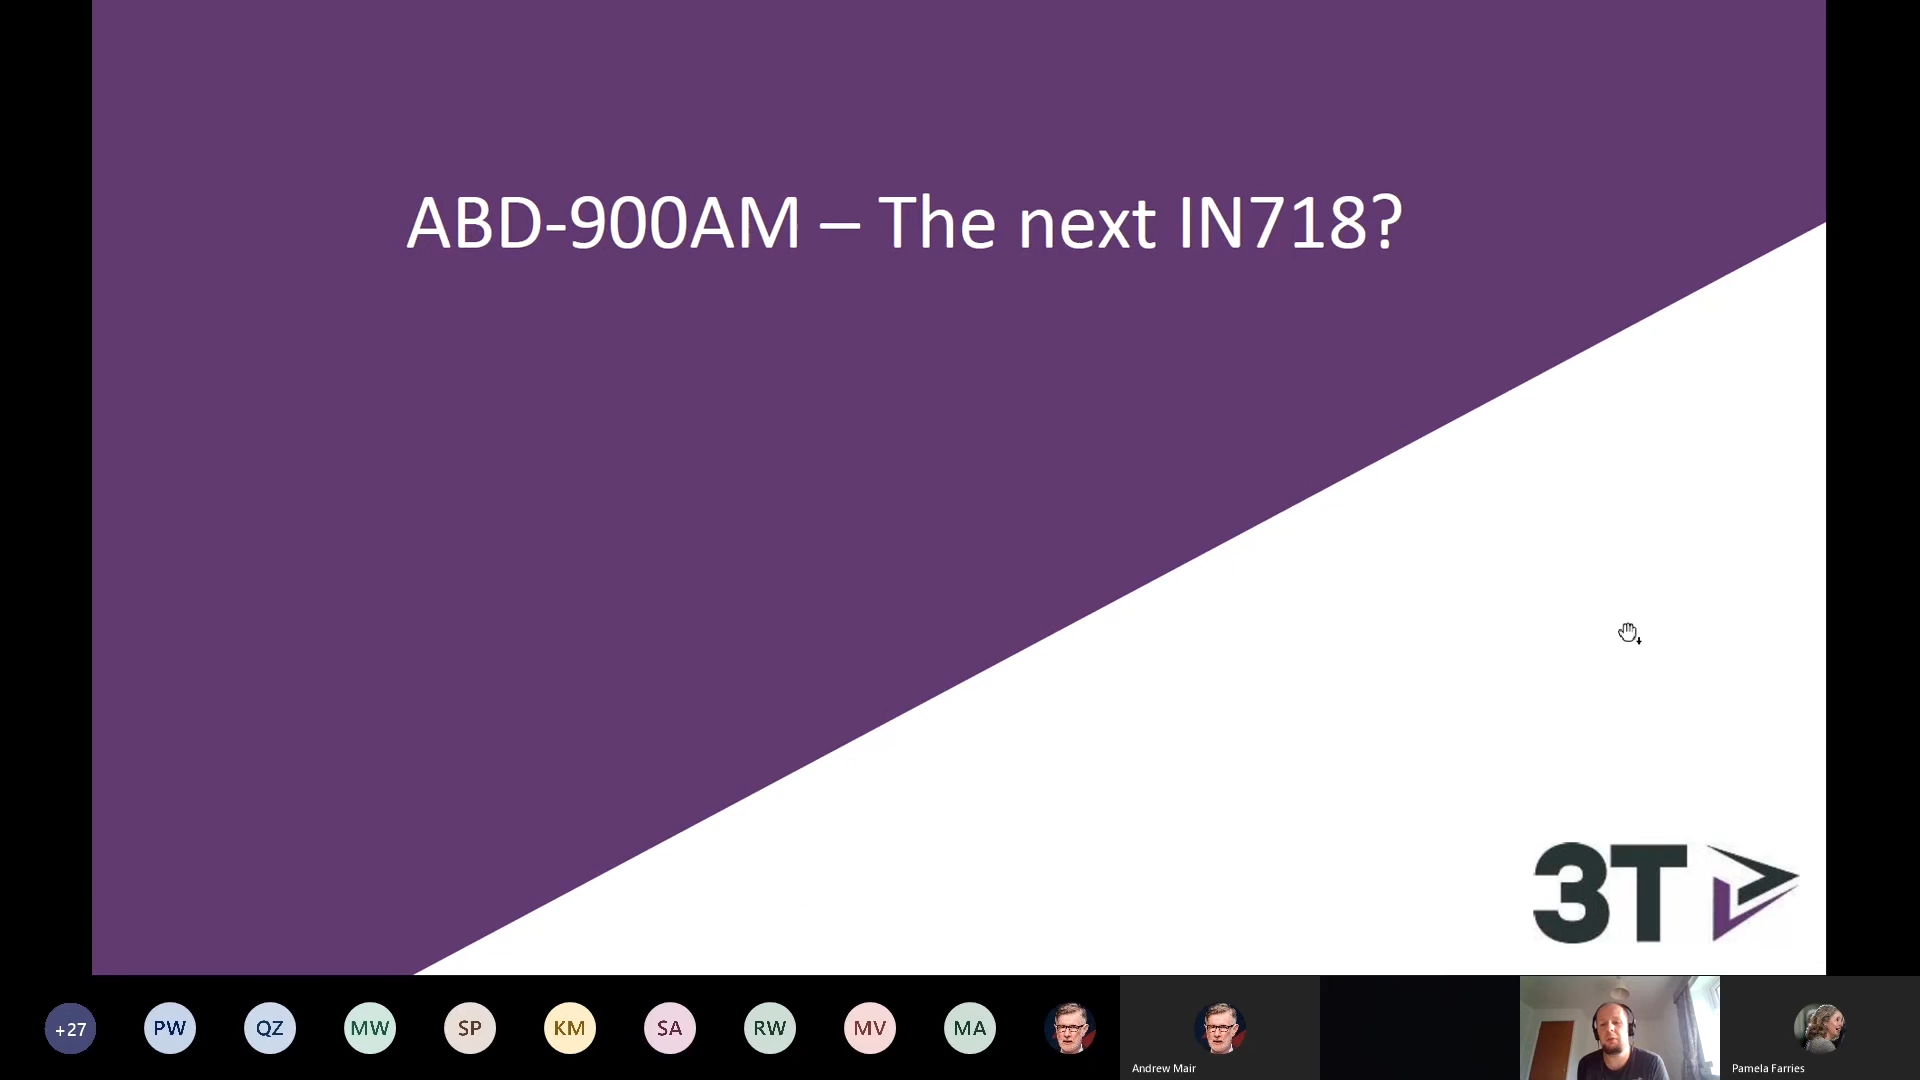 ABD-900AM – The next IN718?
3T
+27
PW
QZ
MW
SP
KM
SA
RW
MV
MA
Andrew Mair
Pamela Farries